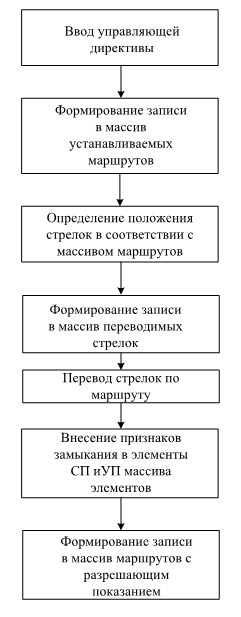 Ввод управляющей
директивы
Формирование записи
в массив
устанавливаемых
маршрутов
Определение положения
стрелок в соответствии с
массивом маршрутов
Формирование записи
в массив переводимых
стрелок
Перевод стрелок по
маршруту
Внесение признаков
замыкания в элементы
СП иУП массива
элементов
Формирование записи
в массив маршрутов с
разрешающим
показанием